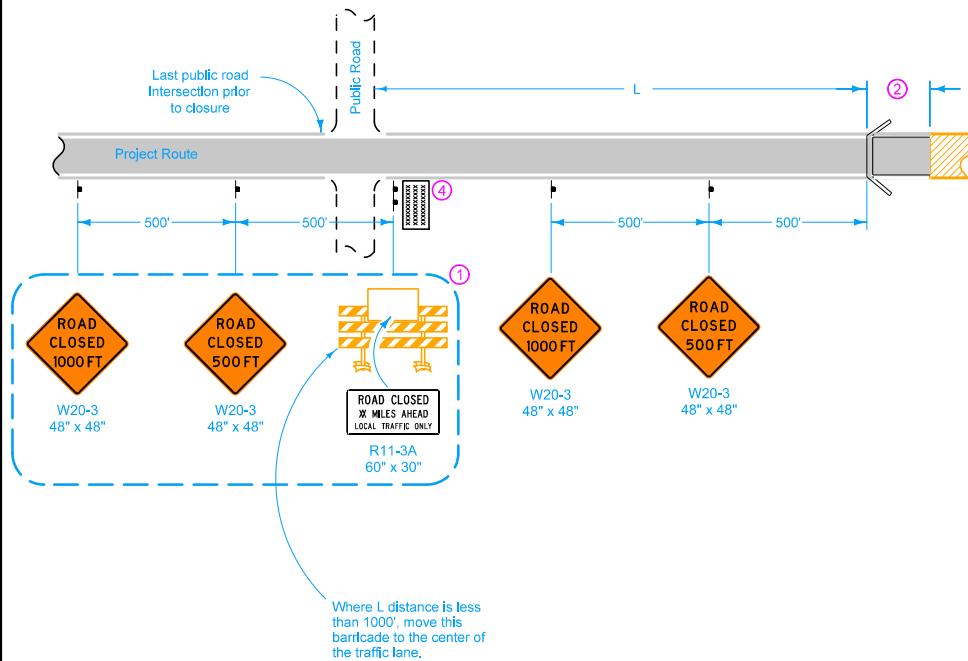 Last public road
Intersection prior
to closure
Public Road
L
2
Project Route
4
500'
500'
500'
500'
1
ROAD
CLOSED
1000 FT
W20-3
48" x 48"
ROAD
CLOSED
500 FT
W20-3
48" x 48"
ROAD CLOSED
XX MILES AHEAD
LOCAL TRAFFIC ONLY
R11-3A
60" x 30"
ROAD
CLOSED
1000 FT
W20-3
48" x 48"
ROAD
CLOSED
500 FT
W20-3
48" x 48"
Where L distance is less
than 1000', move this
barricade to the center of
the traffic lane.